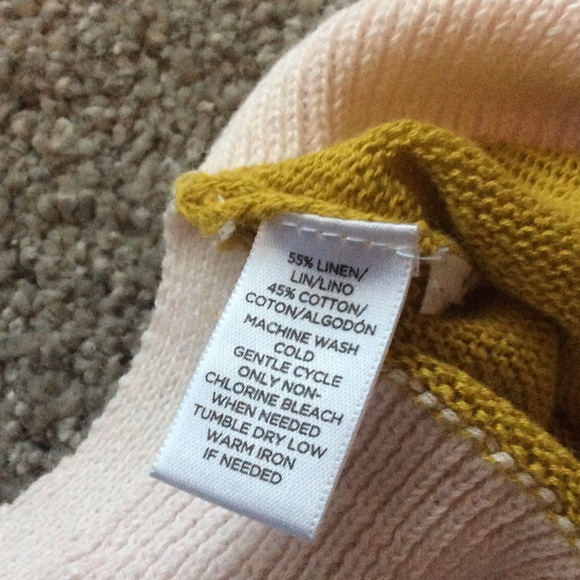 55% LINEN/
LIN/LINO
45% COTTON/
COTON/ALGODÓN
MACHINE WASH
COLD
GENTLE CYCLE
ONLY NON-
CHLORINE BLEACH
WHEN NEEDED
TUMBLE DRY LOW
WARM IRON
IF NEEDED